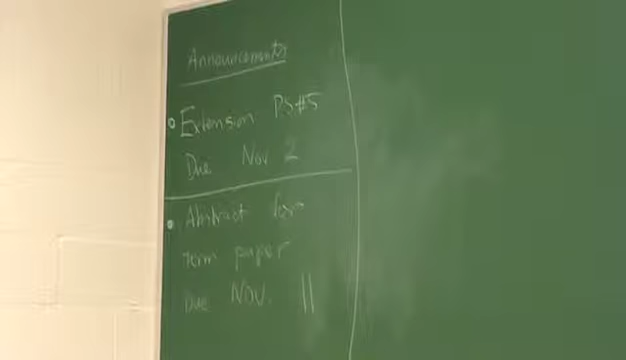 Announcements
Extension PS#5
Due Nov 2
Abstract for
term paper
Due Nov. 11